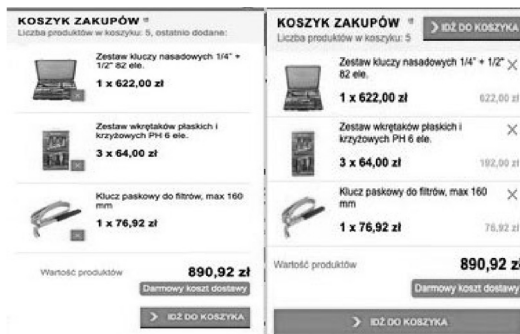 KOSZYK ZAKUPÓW
Liczba produktów w koszyku: 5, ostatnio dodane:
Zestaw kluczy nasadowych 1/4" +
1/2" 82 ele.
1 x 622,00 zł
Zestaw wkrętaków płaskich i
krzyżowych PH 6 ele.
3 x 64,00 zł
Klucz paskowy do filtrów, max 160
mm
1 x 76,92 zł
Wartość produktów 890,92 zł
Darmowy koszt dostawy
IDŹ DO KOSZYKA
KOSZYK ZAKUPÓW
IDŹ DO KOSZYKA
Liczba produktów w koszyku: 5
Zestaw kluczy nasadowych 1/4" + 1/2"
82 ele.
1 x 622,00 zł 622,00 zł
Zestaw wkrętaków płaskich i
krzyżowych PH 6 ele.
3 x 64,00 zł 192,00 zł
Klucz paskowy do filtrów, max 160
mm
1 x 76,92 zł 76,92 zł
Wartość produktów 890,92 zł
Darmowy koszt dostawy
IDŹ DO KOSZYKA